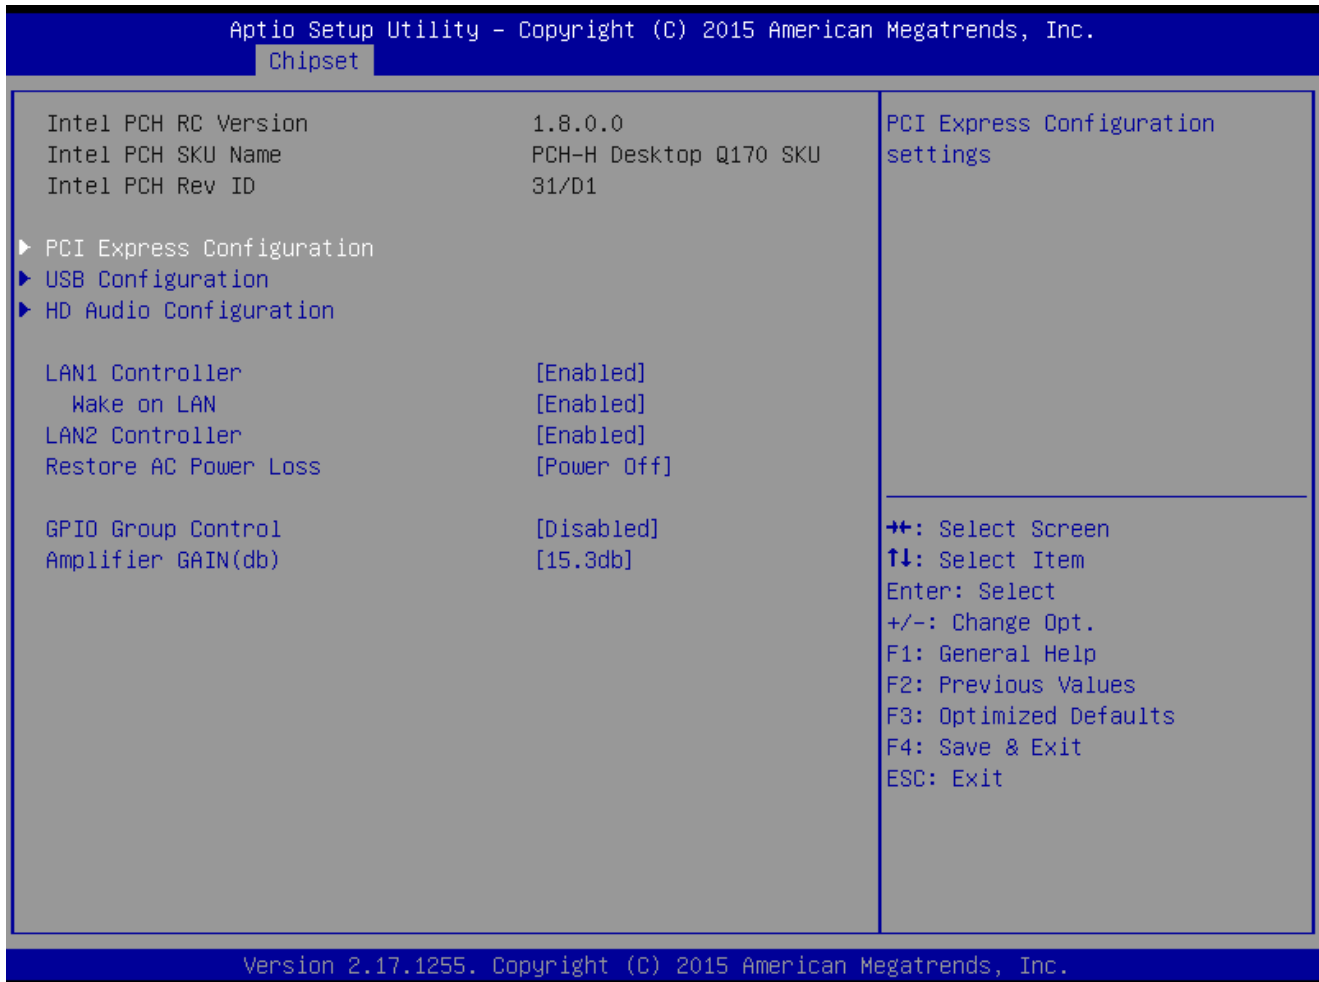 Aptio Setup Utility – Copyright (C) 2015 American Megatrends, Inc.
Chipset
Intel PCH RC Version 1.8.0.0
Intel PCH SKU Name PCH-H Desktop Q170 SKU
Intel PCH Rev ID 31/D1
▶ PCI Express Configuration
▶ USB Configuration
▶ HD Audio Configuration
LAN1 Controller [Enabled]
Wake on LAN [Enabled]
LAN2 Controller [Enabled]
Restore AC Power Loss [Power Off]
GPIO Group Control [Disabled]
Amplifier GAIN(db) [15.3db]
PCI Express Configuration
settings
→←: Select Screen
↑↓: Select Item
Enter: Select
+/-: Change Opt.
F1: General Help
F2: Previous Values
F3: Optimized Defaults
F4: Save & Exit
ESC: Exit
Version 2.17.1255. Copyright (C) 2015 American Megatrends, Inc.